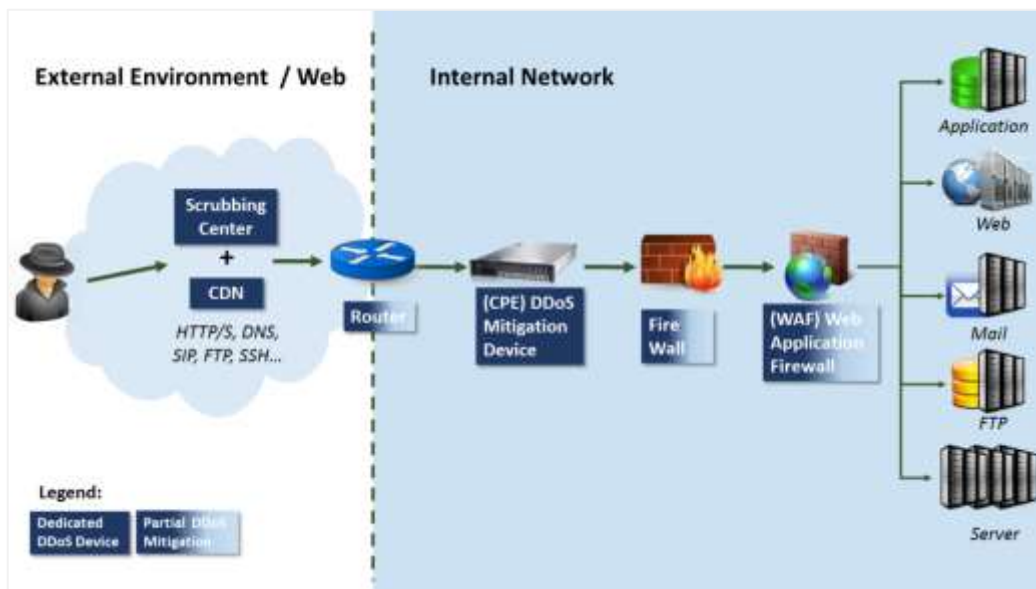 External Environment / Web
Internal Network
Scrubbing
Center
+
CDN
HTTP/S, DNS,
SIP, FTP, SSH...
Router
(CPE) DDoS
Mitigation
Device
Fire
Wall
(WAF) Web
Application
Firewall
Application
Web
Mail
FTP
Server
Legend:
Dedicated
DDoS Device
Partial DDoS
Mitigation